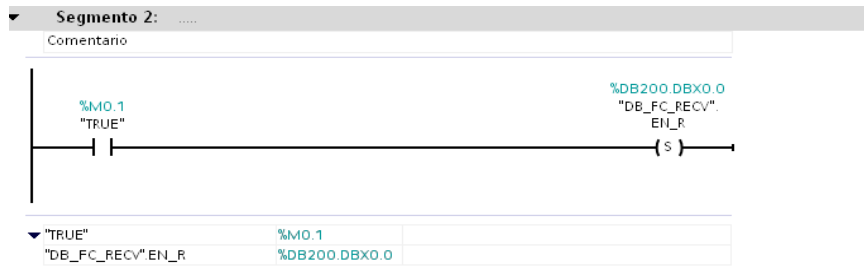 Segmento 2: .....
Comentario
%DB200.DBX0.0
%M0.1
"DB_FC_RECV".
"TRUE"
EN_R
S
"TRUE" %M0.1
"DB_FC_RECV".EN_R %DB200.DBX0.0